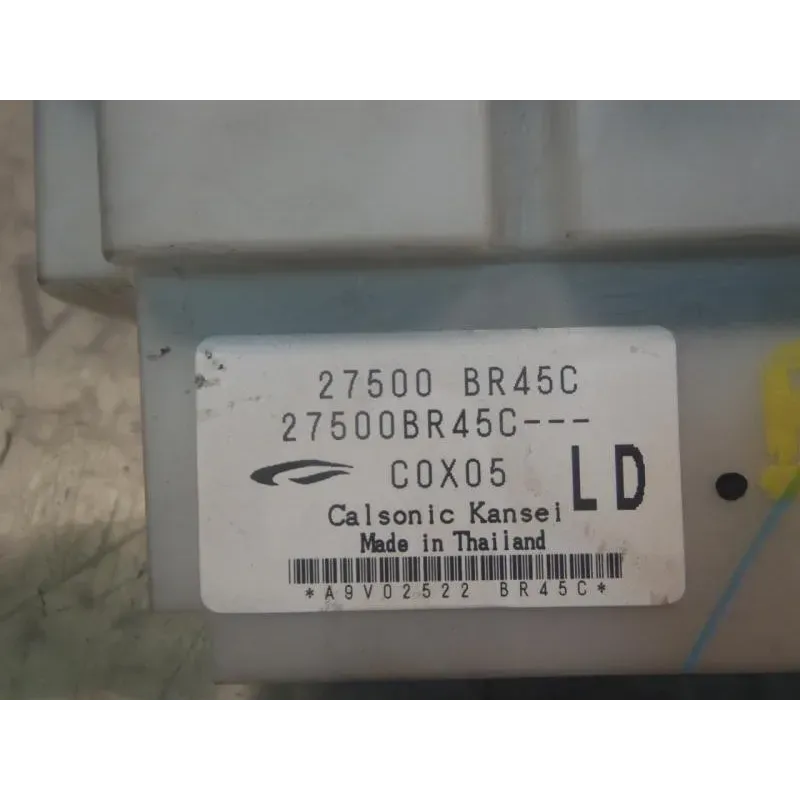 27500 BR45C
27500BR45C---
C0X05
LD
Calsonic Kansei
Made in Thailand
*A9V02522 BR45C*